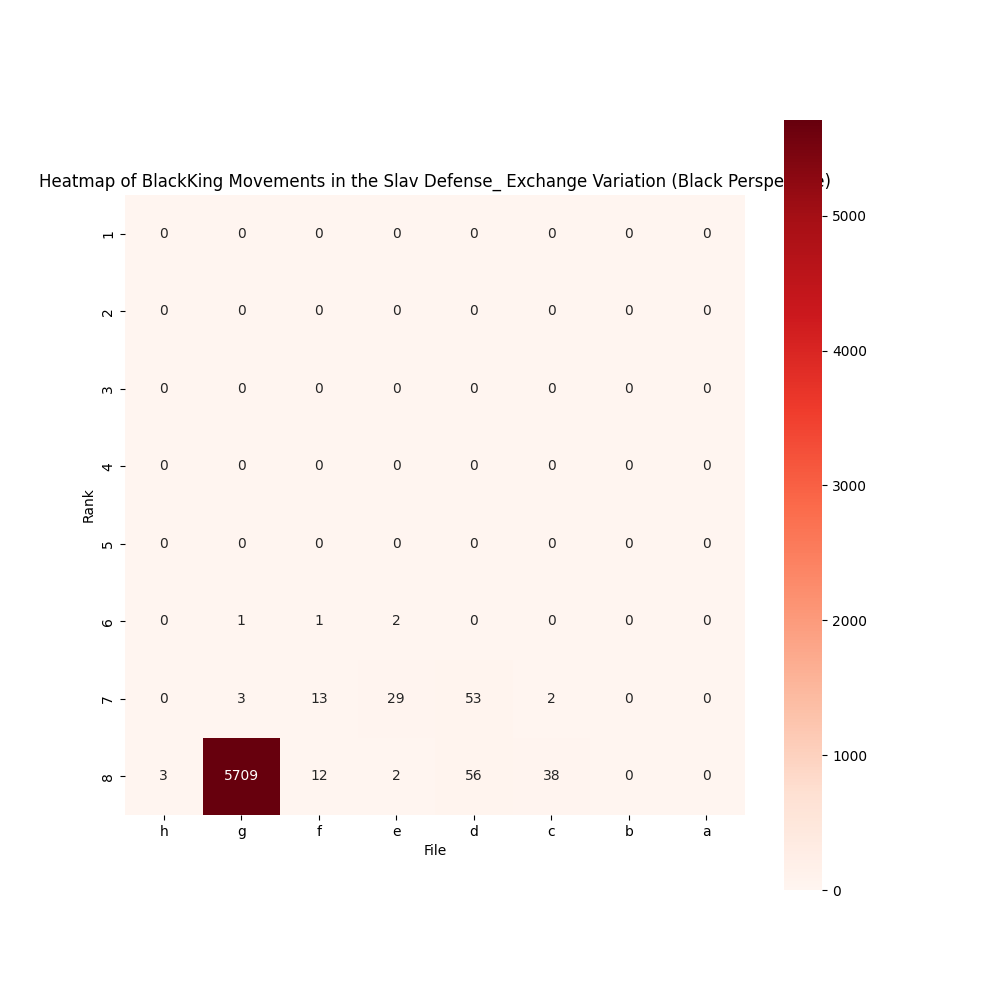 Heatmap of BlackKing Movements in the Slav Defense_ Exchange Variation (Black Perspe e)
1 0 0 0 0 0 0 0 0
2 0 0 0 0 0 0 0 0
3 0 0 0 0 0 0 0 0
4 0 0 0 0 0 0 0 0
Rank
5 0 0 0 0 0 0 0 0
6 0 1 1 2 0 0 0 0
7 0 3 13 29 53 2 0 0
8 3 5709 12 2 56 38 0 0
h g f e d c b a
File
5000
4000
3000
2000
1000
0